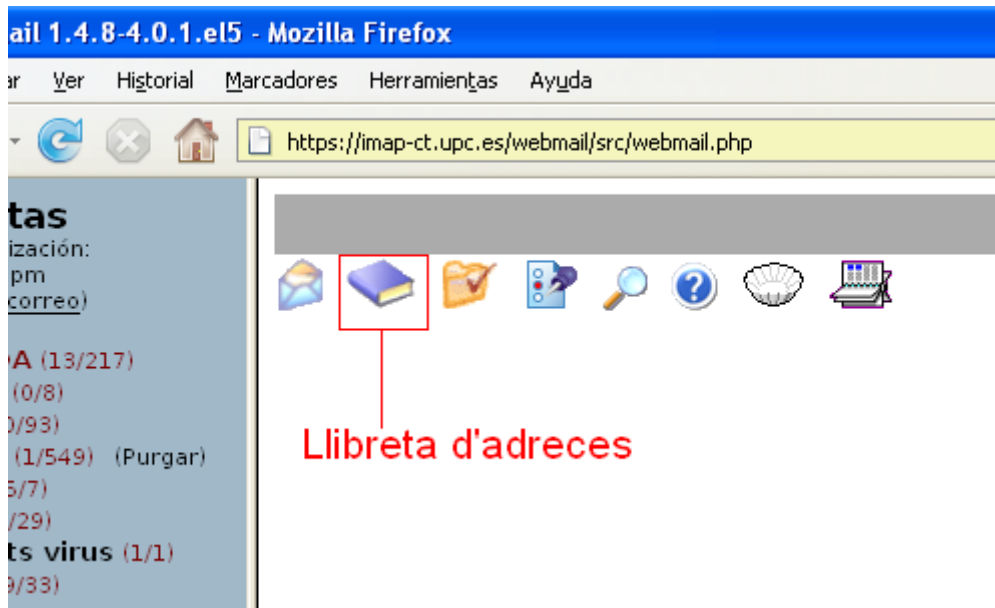 ail 1.4.8-4.0.1.el5 - Mozilla Firefox
ar Ver Historial Marcadores Herramientas Ayuda
https://imap-ct.upc.es/webmail/src/webmail.php
tas
ización:
pm
correo)
A (13/217)
(0/8)
0/93)
(1/549) (Purgar)
5/7)
/29)
ts virus (1/1)
9/33)
Llibreta d'adreces